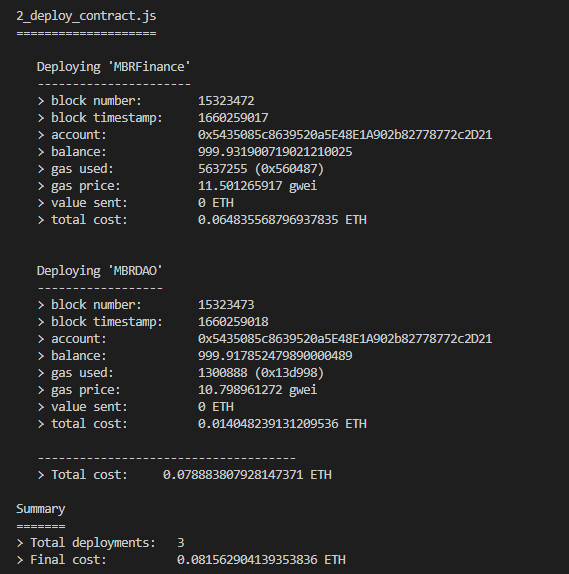 2_deploy_contract.js
====================
Deploying 'MBRFinance'
----------------------
> block number: 15323472
> block timestamp: 1660259017
> account: 0x5435085c8639520a5E48E1A902b82778772c2D21
> balance: 999.931900719021210025
> gas used: 5637255 (0x560487)
> gas price: 11.501265917 gwei
> value sent: 0 ETH
> total cost: 0.064835568796937835 ETH
Deploying 'MBRDAO'
------------------
> block number: 15323473
> block timestamp: 1660259018
> account: 0x5435085c8639520a5E48E1A902b82778772c2D21
> balance: 999.917852479890000489
> gas used: 1300888 (0x13d998)
> gas price: 10.798961272 gwei
> value sent: 0 ETH
> total cost: 0.014048239131209536 ETH
-------------------------------------
> Total cost: 0.078883807928147371 ETH
Summary
=======
> Total deployments: 3
> Final cost: 0.081562904139353836 ETH